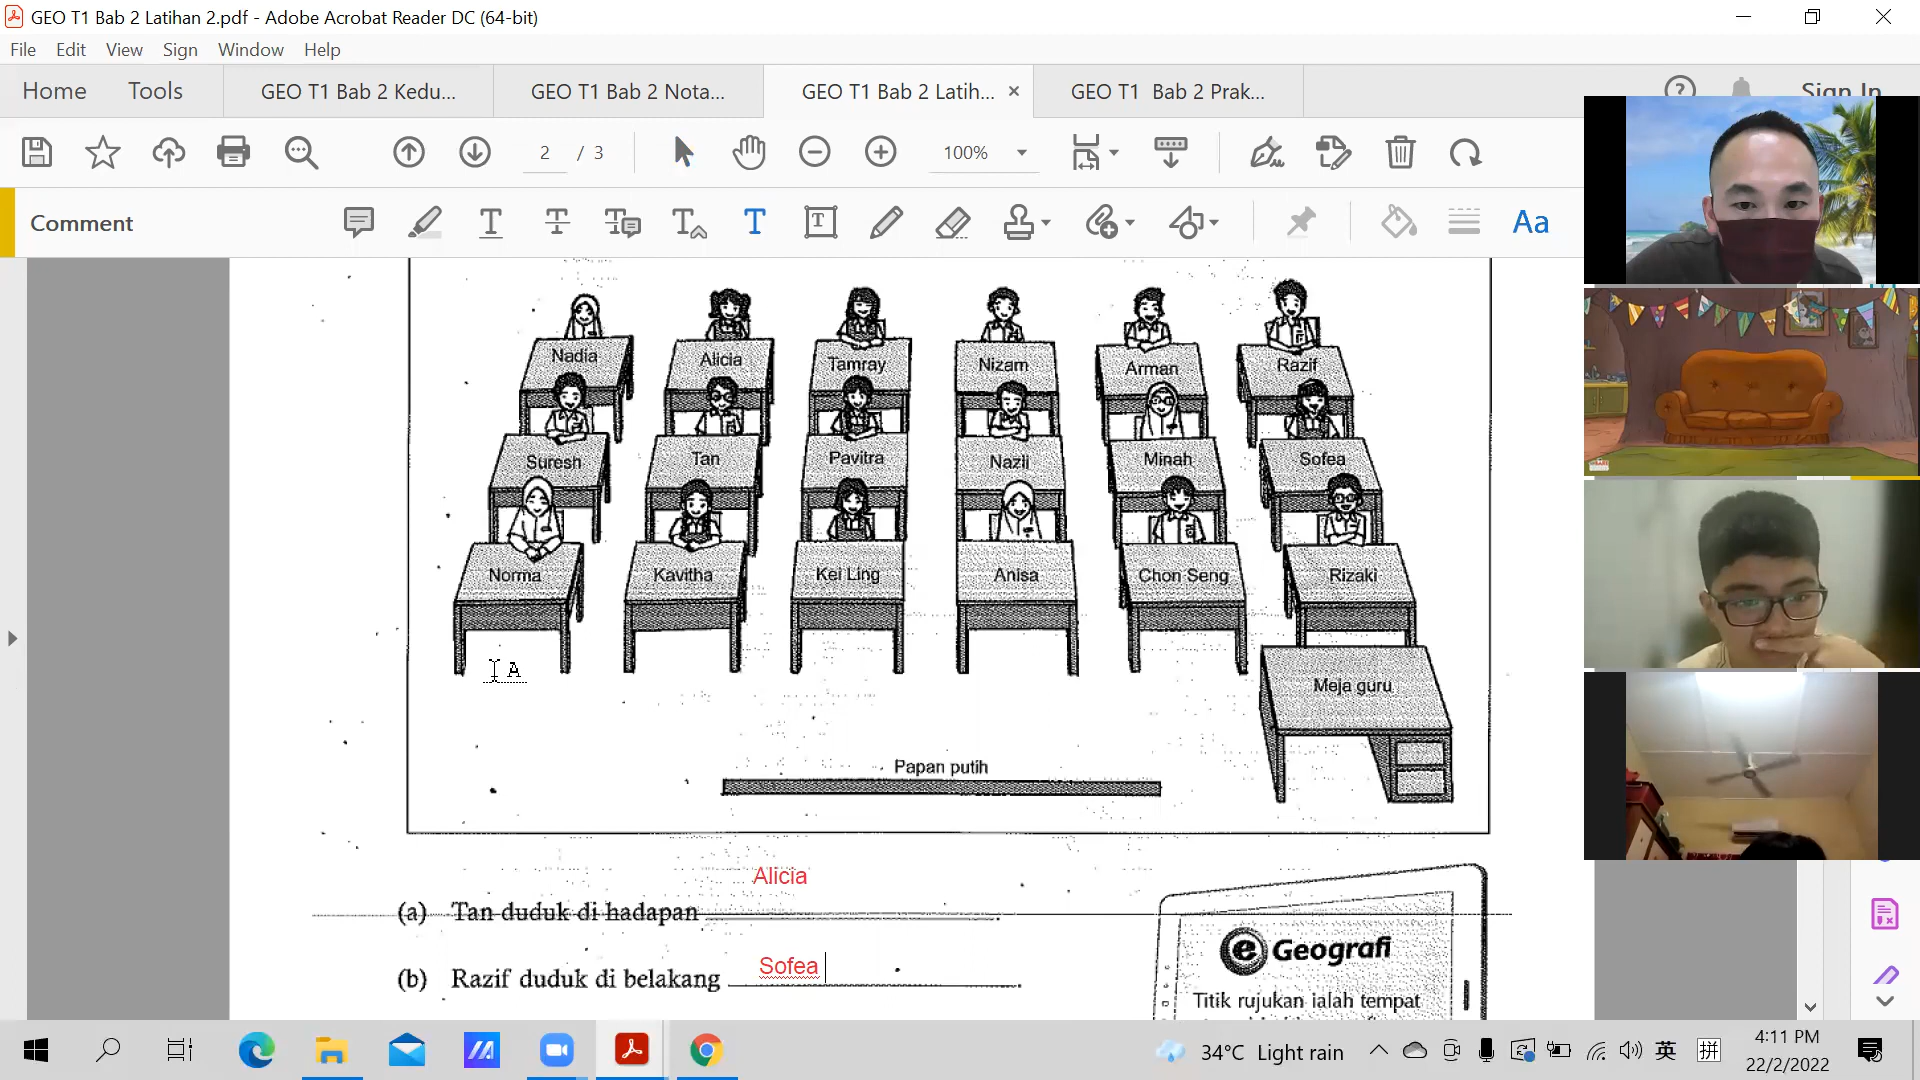 GEO T1 Bab 2 Latihan 2.pdf - Adobe Acrobat Reader DC (64-bit)
File Edit View Sign Window Help
Home Tools GEO T1 Bab 2 Kedu... GEO T1 Bab 2 Nota... GEO T1 Bab 2 Latih... × GEO T1 Bab 2 Prak... Sign In
2 / 3 100%
Comment
Nadia Alicia Tamray Nizam Arman Razif
Suresh Tan Pavitra Nazli Minah Sofea
Norma Kavitha Kei Ling Anisa Chon Seng Rizaki
A
Meja guru
Papan putih
Alicia
(a) Tan duduk di hadapan
Sofea
(b) Razif duduk di belakang
e Geografi
Titik rujukan ialah tempat
34°C Light rain 英 拼 4:11 PM
22/2/2022